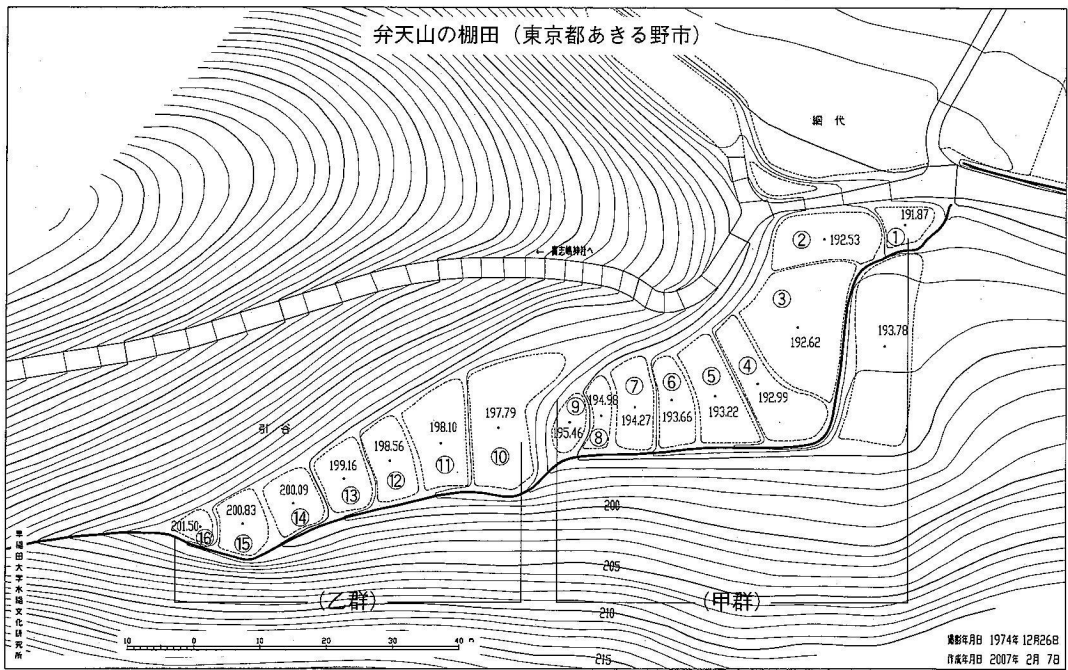 弁天山の棚田（東京都あきる野市）
網代
① 191.87
② 192.53
← 貴志嶋神社へ
③ 192.62
193.78
④ 192.99
⑤ 193.22
⑥ 193.66
⑦ 194.27
⑧ 194.98
⑨ 195.46
引谷
⑩ 197.79
⑪ 198.10
⑫ 198.56
⑬ 199.16
⑭ 200.09
⑮ 200.83
⑯ 201.50
200
205
210
215
（乙群）
（甲群）
10 0 10 20 30 40 m
早稲田大学水稲文化研究所
撮影年月日 1974年 12月26日
作成年月日 2007年 2月 7日